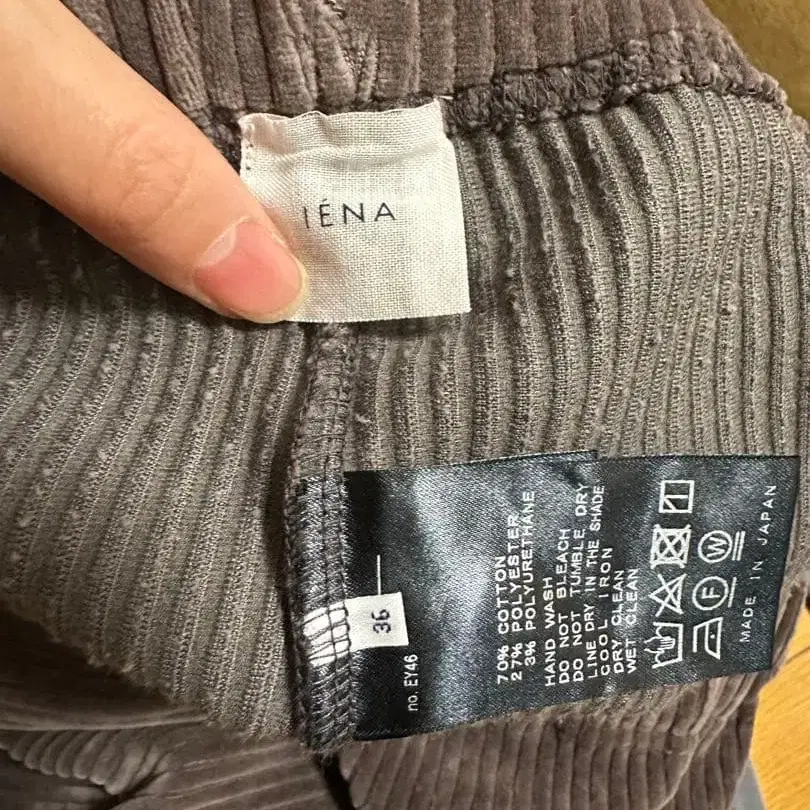 IÉNA
36
no. EY46
70% COTTON
27% POLYESTER
3% POLYURETHANE
HAND WASH
DO NOT BLEACH
DO NOT TUMBLE DRY
LINE DRY IN THE SHADE
COOL IRON
DRY CLEAN
WET CLEAN
F
W
MADE IN JAPAN